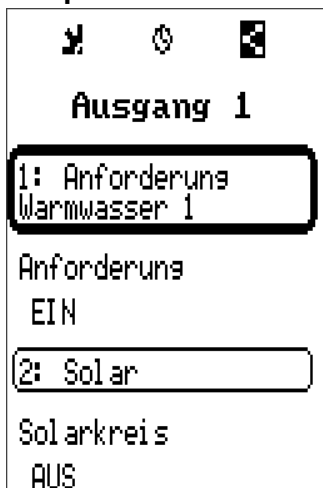 Ausgang 1
1: Anforderung
Warmwasser 1
Anforderung
EIN
2: Solar
Solarkreis
AUS